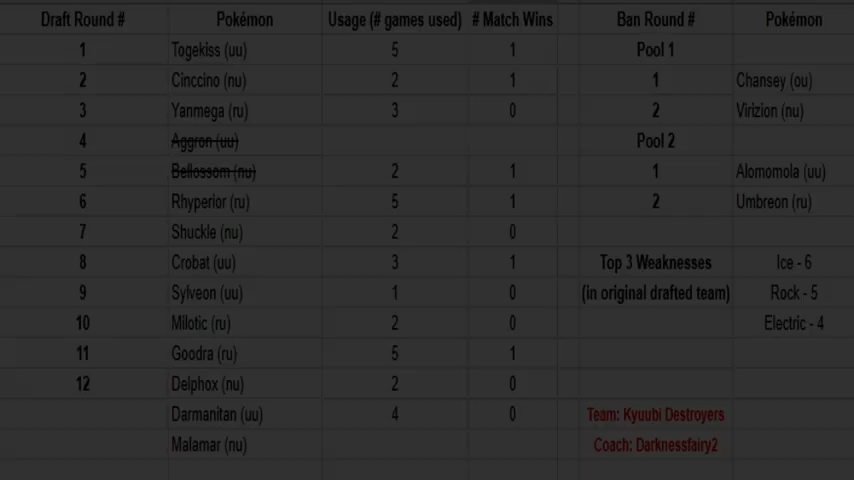 Draft Round # Pokémon Usage (# games used) # Match Wins Ban Round # Pokémon
1 Togekiss (uu) 5 1 Pool 1
2 Cinccino (nu) 2 1 1 Chansey (ou)
3 Yanmega (ru) 3 0 2 Virizion (nu)
4 Aggron (uu) Pool 2
5 Bellossom (nu) 2 1 1 Alomomola (uu)
6 Rhyperior (ru) 5 1 2 Umbreon (ru)
7 Shuckle (nu) 2 0
8 Crobat (uu) 3 1 Top 3 Weaknesses Ice - 6
9 Sylveon (uu) 1 0 (in original drafted team) Rock - 5
10 Milotic (ru) 2 0 Electric - 4
11 Goodra (ru) 5 1
12 Delphox (nu) 2 0
Darmanitan (uu) 4 0 Team: Kyuubi Destroyers
Malamar (nu) Coach: Darknessfairy2